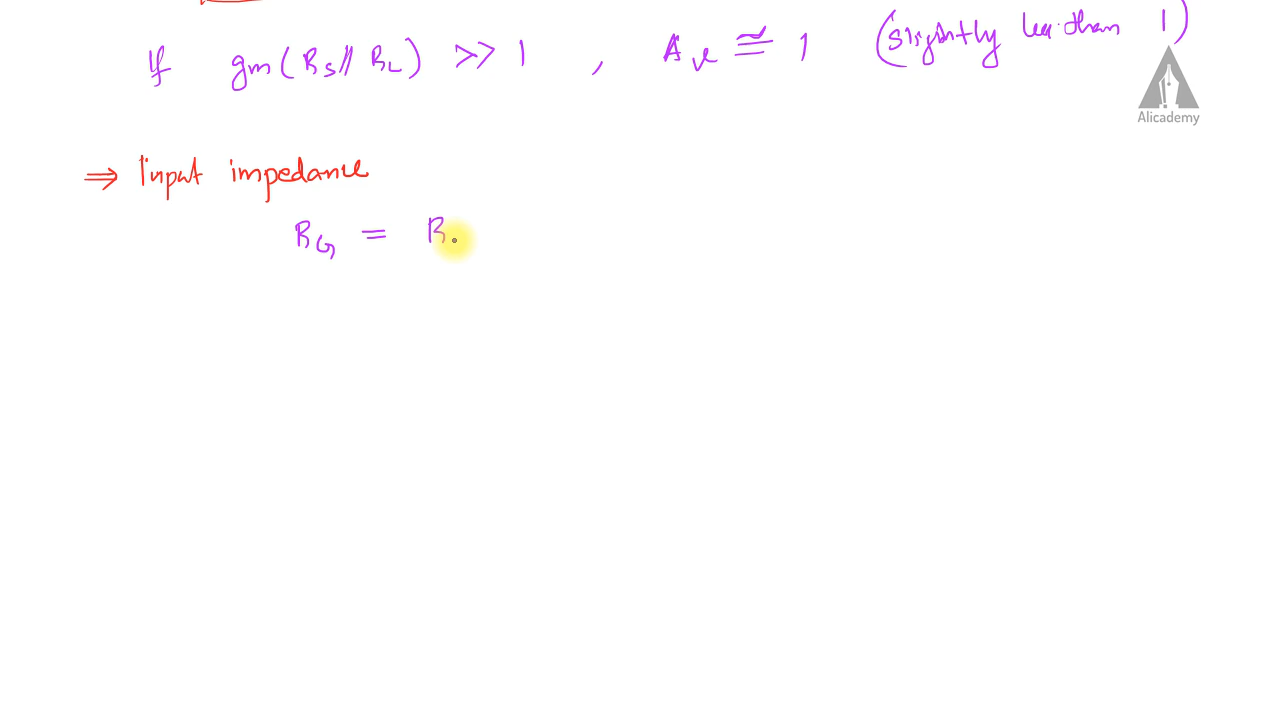 If gm(RS // RL) >> 1 , Av ≅ 1 (slightly less than 1)
Alicademy
⇒ Input impedance
RG = R